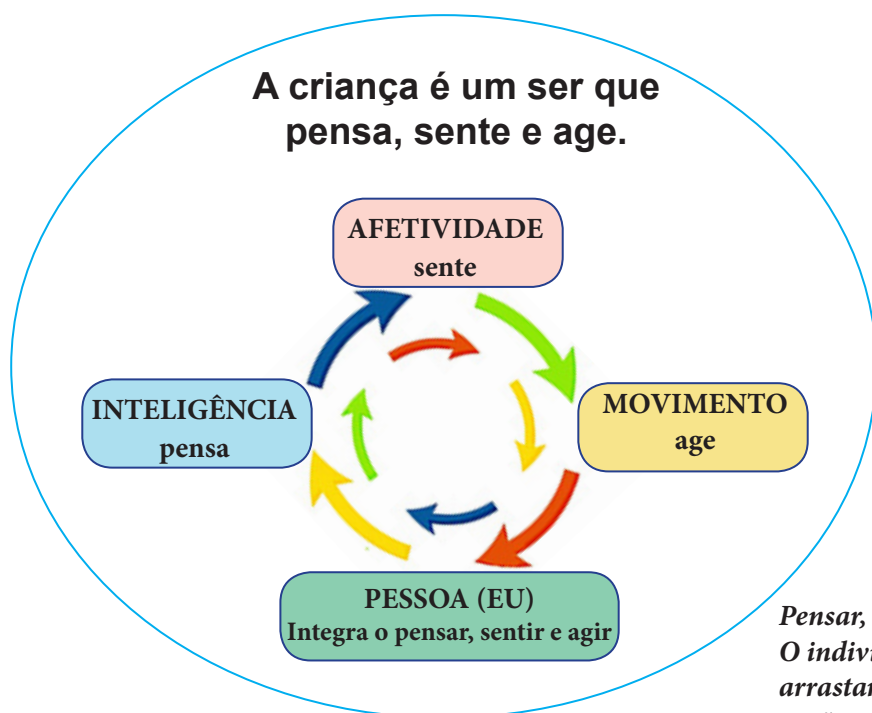 A criança é um ser que
pensa, sente e age.
AFETIVIDADE
sente
INTELIGÊNCIA
pensa
MOVIMENTO
age
PESSOA (EU)
Integra o pensar, sentir e agir
Pensar,
O indivi
arrastar